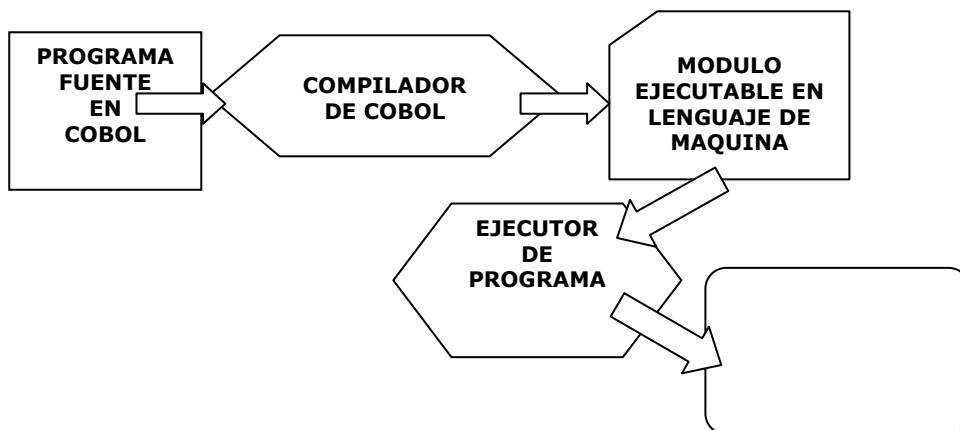 PROGRAMA
FUENTE
EN
COBOL
COMPILADOR
DE COBOL
MODULO
EJECUTABLE EN
LENGUAJE DE
MAQUINA
EJECUTOR
DE
PROGRAMA